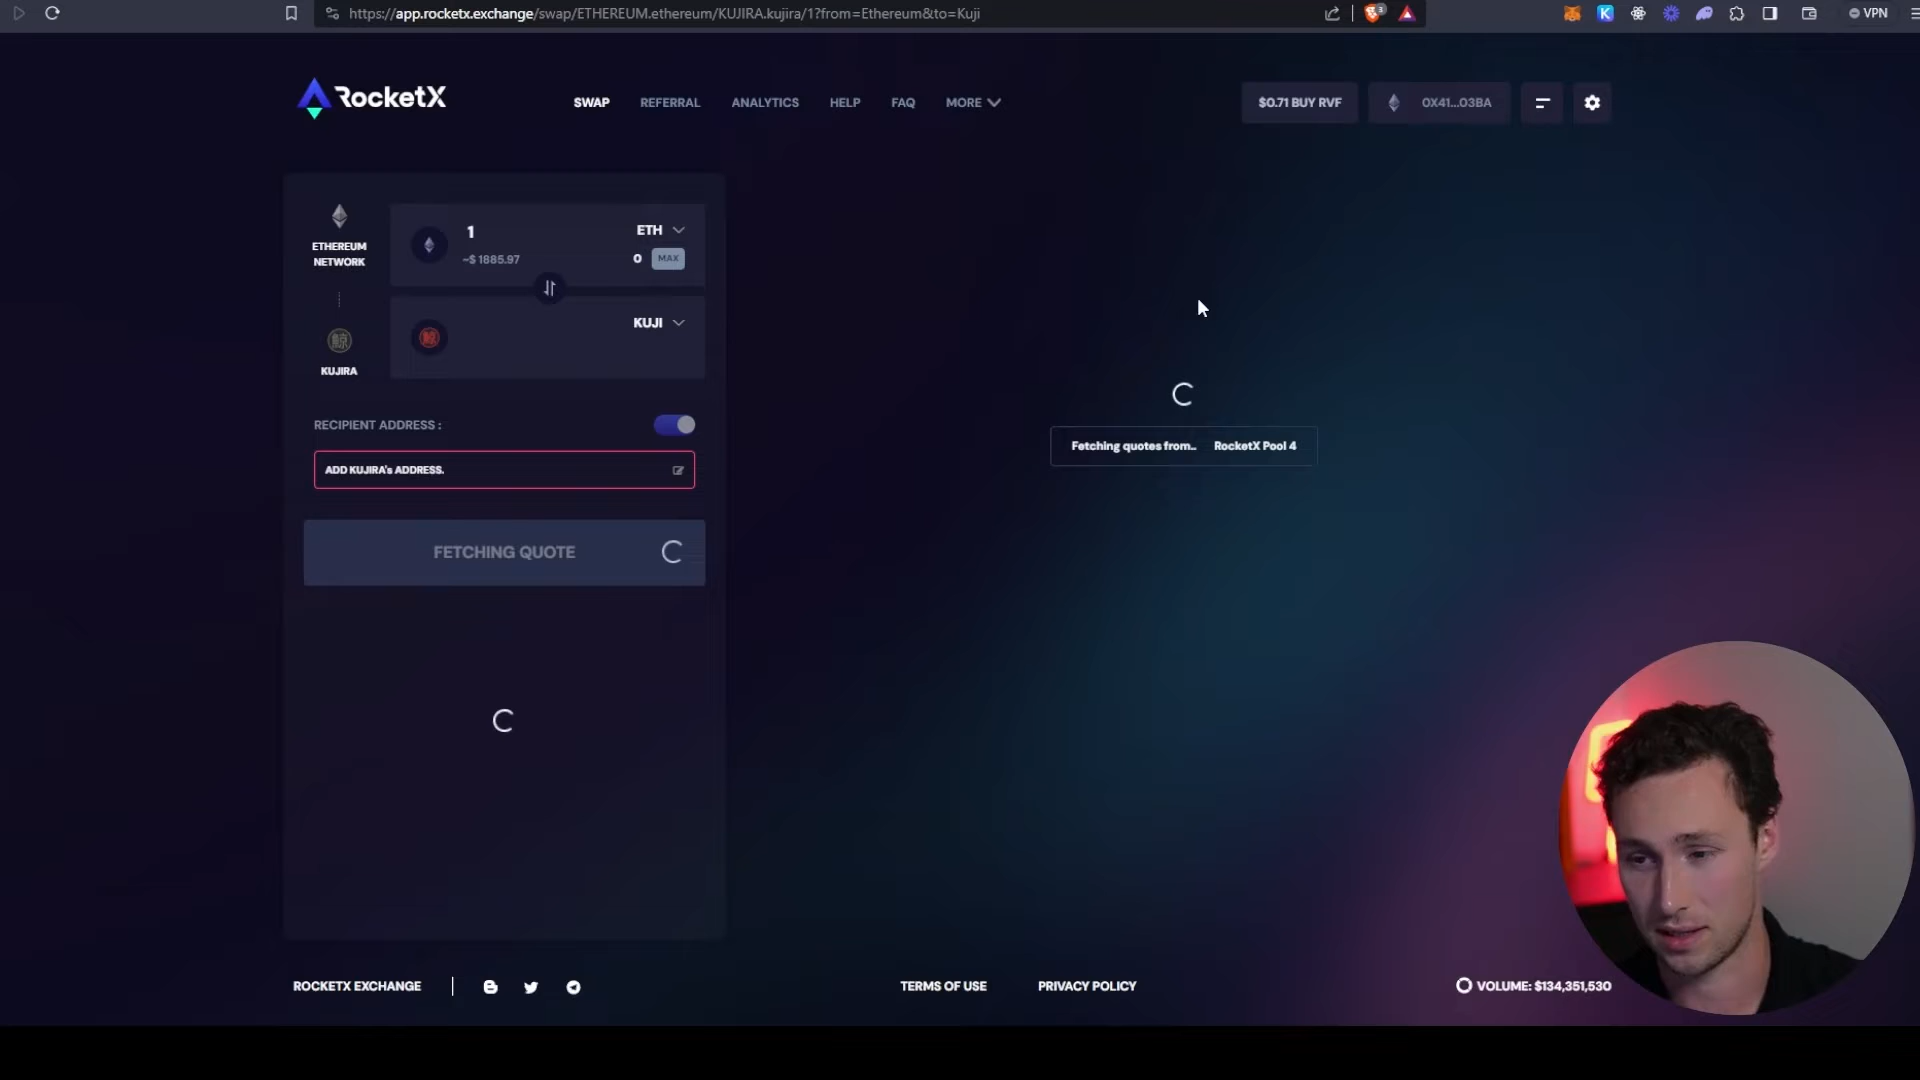 https://app.rocketx.exchange/swap/ETHEREUM.ethereum/KUJIRA.kujira/1?from=Ethereum&to=Kuji
3
K
VPN
RocketX
SWAP
REFERRAL
ANALYTICS
HELP
FAQ
MORE
$0.71 BUY RVF
0X41...03BA
ETHEREUM
NETWORK
1
ETH
~$ 1885.97
0
MAX
鯨
KUJIRA
鯨
KUJI
RECIPIENT ADDRESS :
ADD KUJIRA's ADDRESS.
FETCHING QUOTE
Fetching quotes from..
RocketX Pool 4
ROCKETX EXCHANGE
TERMS OF USE
PRIVACY POLICY
VOLUME: $134,351,530